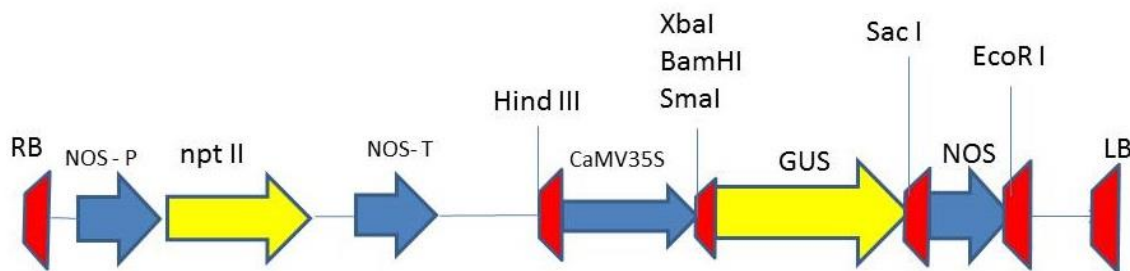 XbaI
BamHI
SmaI
Sac I
EcoR I
Hind III
RB
NOS - P
npt II
NOS- T
CaMV35S
GUS
NOS
LB